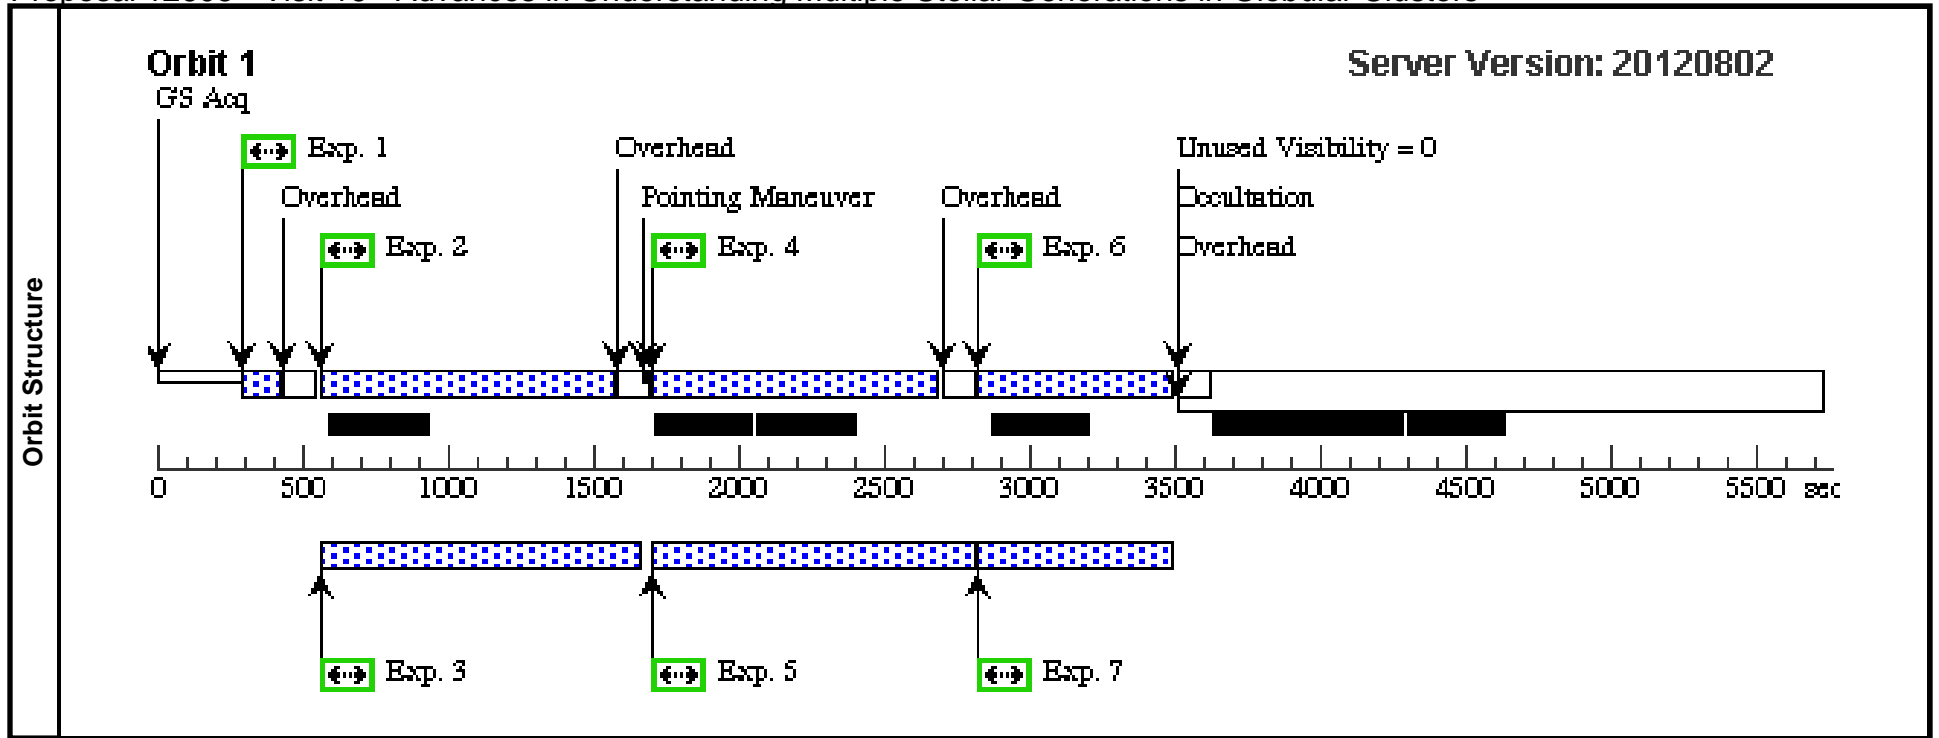 Orbit 1
Server Version: 20120802
GS Acq
Exp. 1
Overhead
Unused Visibility = 0
Overhead
Pointing Maneuver
Overhead
Occultation
Exp. 2
Exp. 4
Exp. 6
Overhead
Orbit Structure
0 500 1000 1500 2000 2500 3000 3500 4000 4500 5000 5500 sec
Exp. 3
Exp. 5
Exp. 7